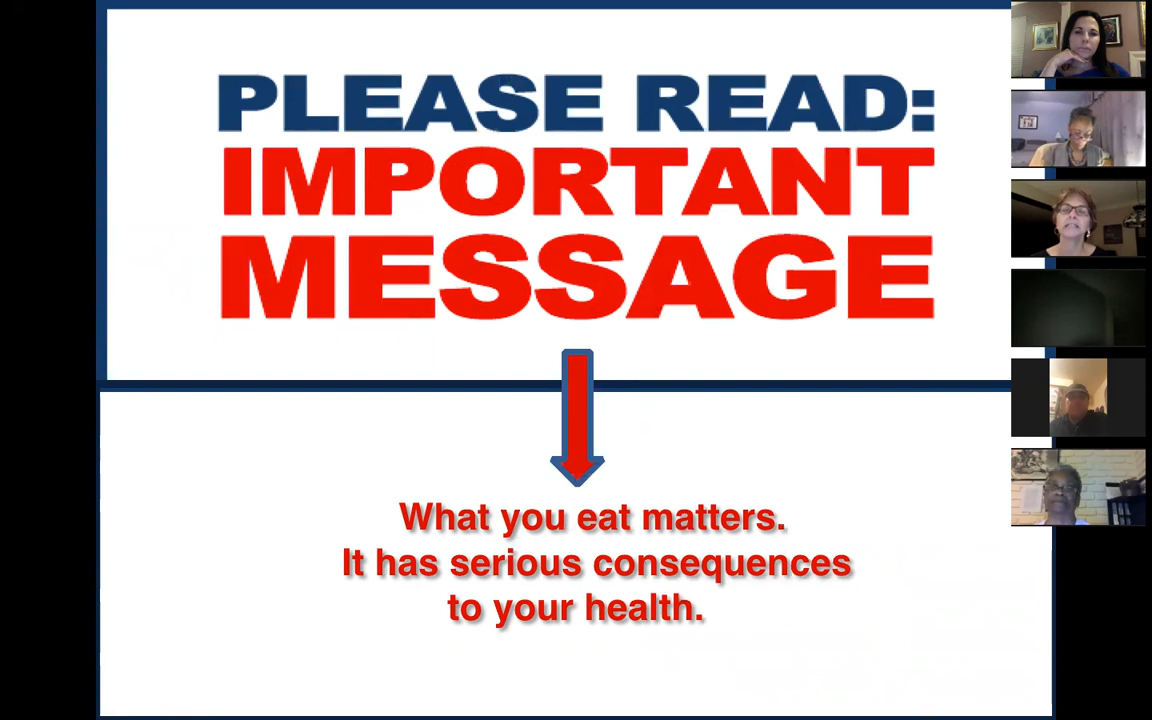 PLEASE READ:
IMPORTANT
MESSAGE
What you eat matters.
It has serious consequences
to your health.